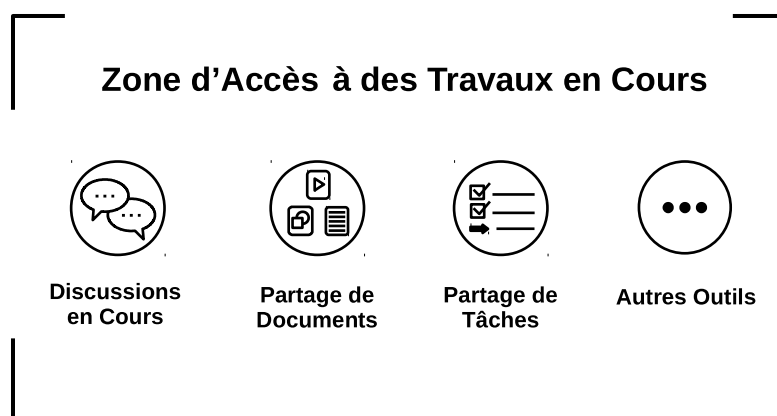 Zone d’Accès à des Travaux en Cours
Discussions
en Cours
Partage de
Documents
Partage de
Tâches
Autres Outils